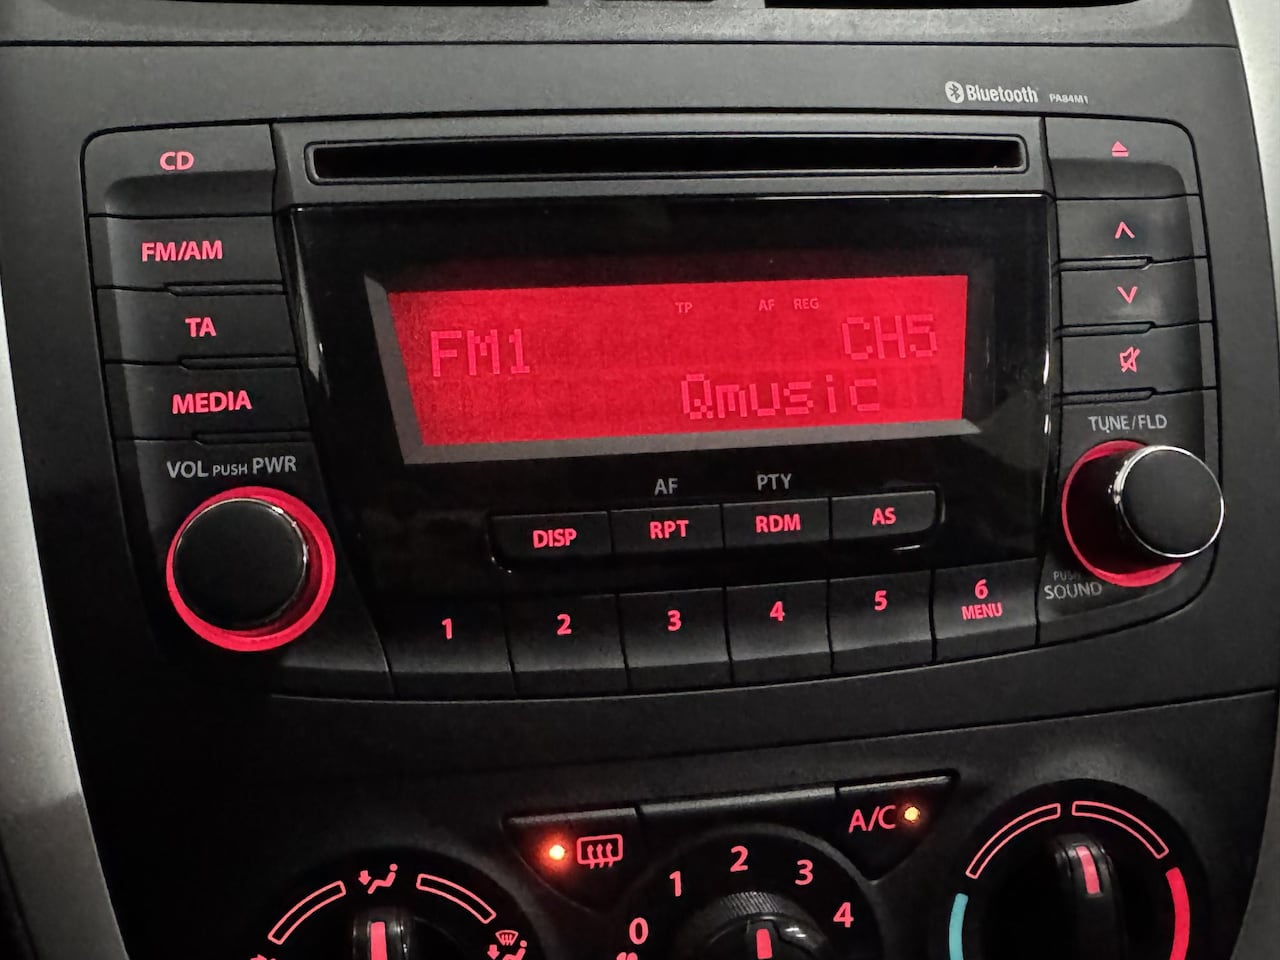 Bluetooth PA84M1
CD
FM/AM
TA
MEDIA
VOL PUSH PWR
TP AF REG
FM1 CH5
Qmusic
TUNE/FLD
AF PTY
DISP RPT RDM AS
PUSH
SOUND
1 2 3 4 5 6
MENU
A/C
0 1 2 3 4